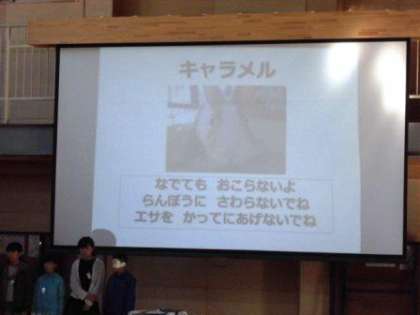 キャラメル
なでても おこらないよ
らんぼうに さわらないでね
エサを かってにあげないでね